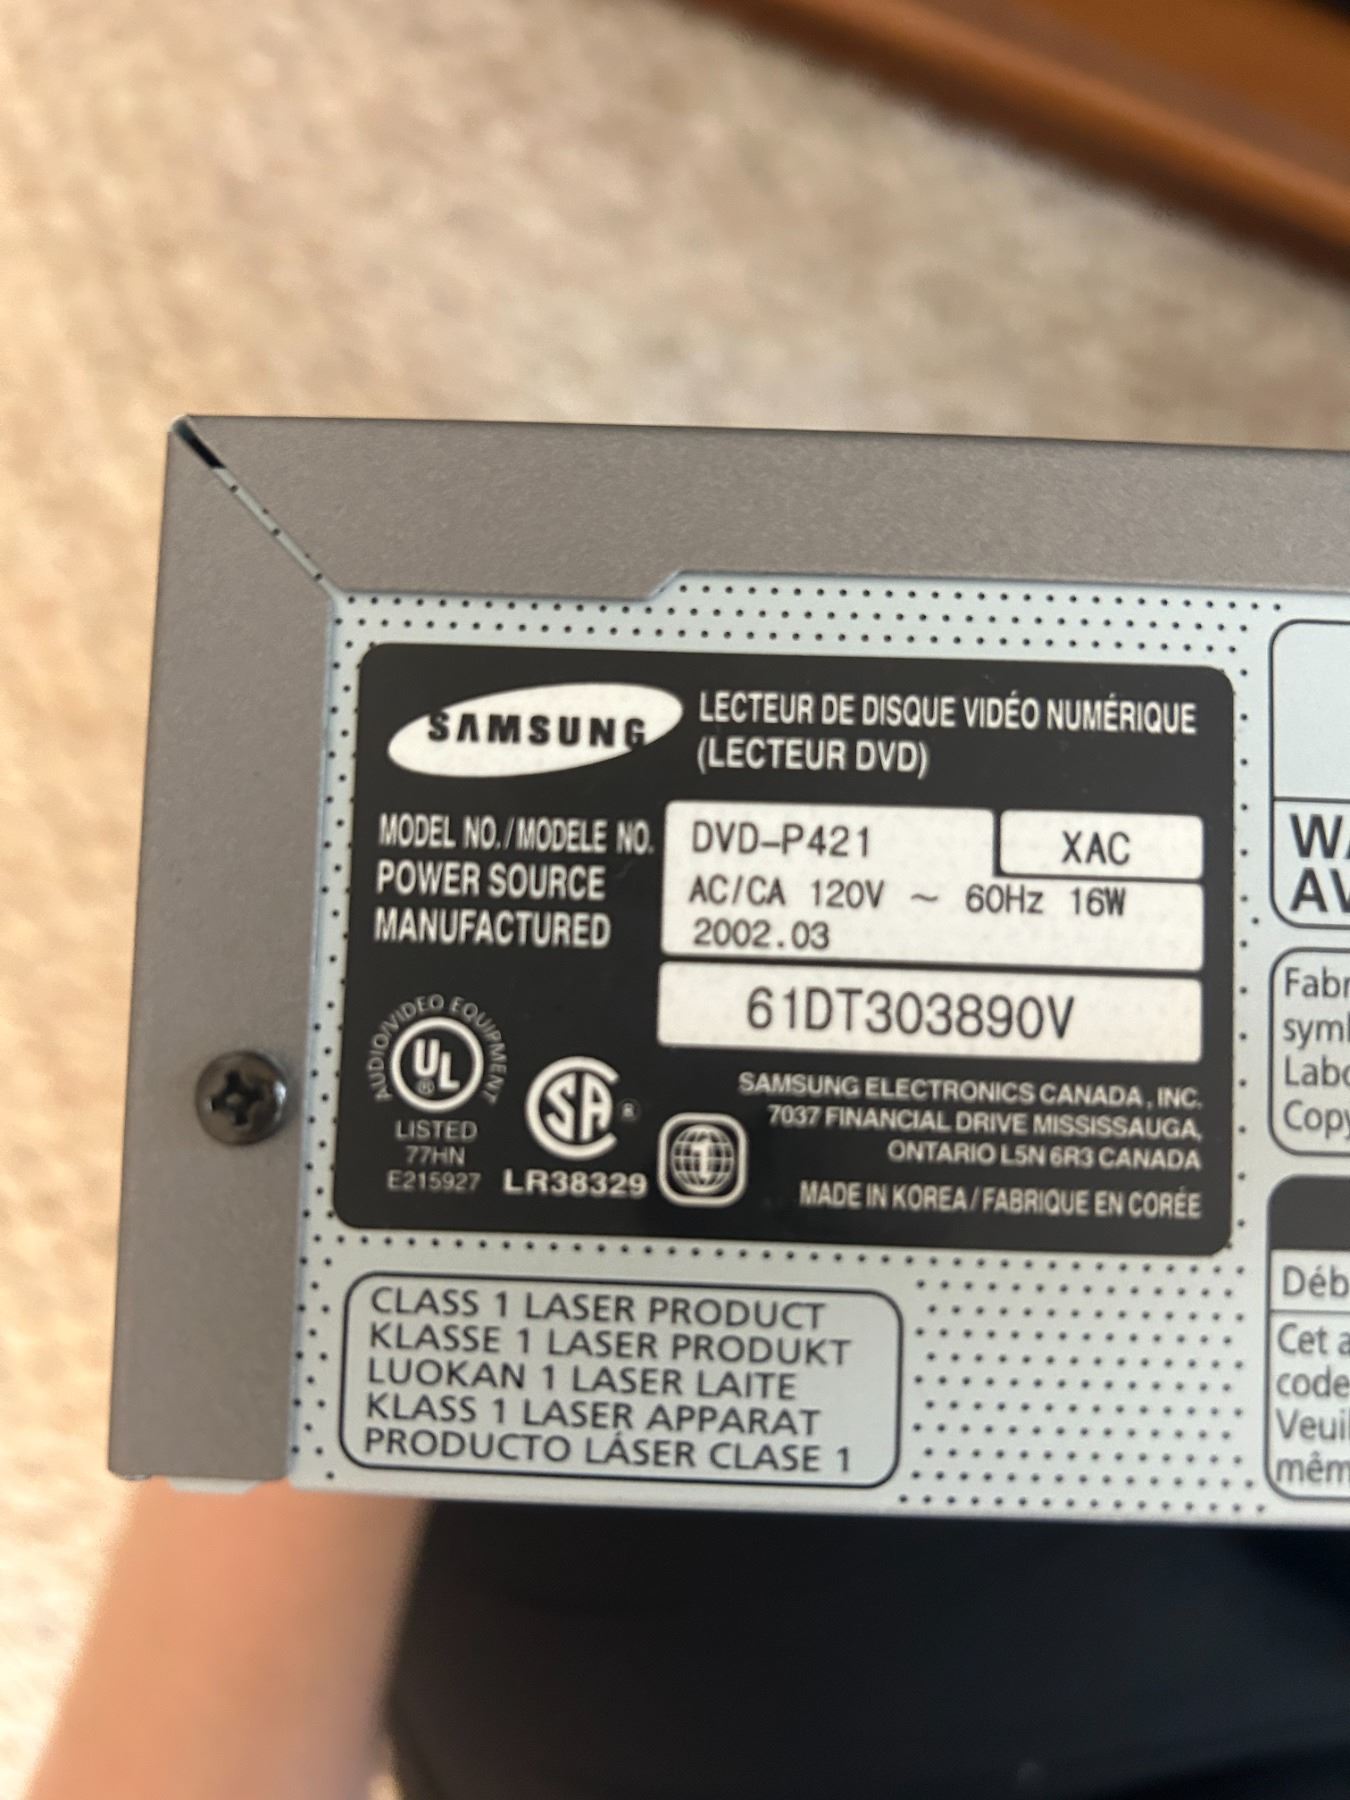 SAMSUNG
LECTEUR DE DISQUE VIDÉO NUMÉRIQUE
(LECTEUR DVD)
MODEL NO./MODELE NO. DVD-P421 XAC
POWER SOURCE AC/CA 120V ~ 60Hz 16W
MANUFACTURED 2002.03
61DT303890V
AUDIO/VIDEO EQUIPMENT
UL ®
LISTED
77HN
E215927
SA ®
LR38329
1
SAMSUNG ELECTRONICS CANADA, INC.
7037 FINANCIAL DRIVE MISSISSAUGA,
ONTARIO L5N 6R3 CANADA
MADE IN KOREA/FABRIQUE EN CORÉE
CLASS 1 LASER PRODUCT
KLASSE 1 LASER PRODUKT
LUOKAN 1 LASER LAITE
KLASS 1 LASER APPARAT
PRODUCTO LÁSER CLASE 1
WA
AV
Fabr
symb
Labo
Copy
Déb
Cet a
code
Veuil
mêm